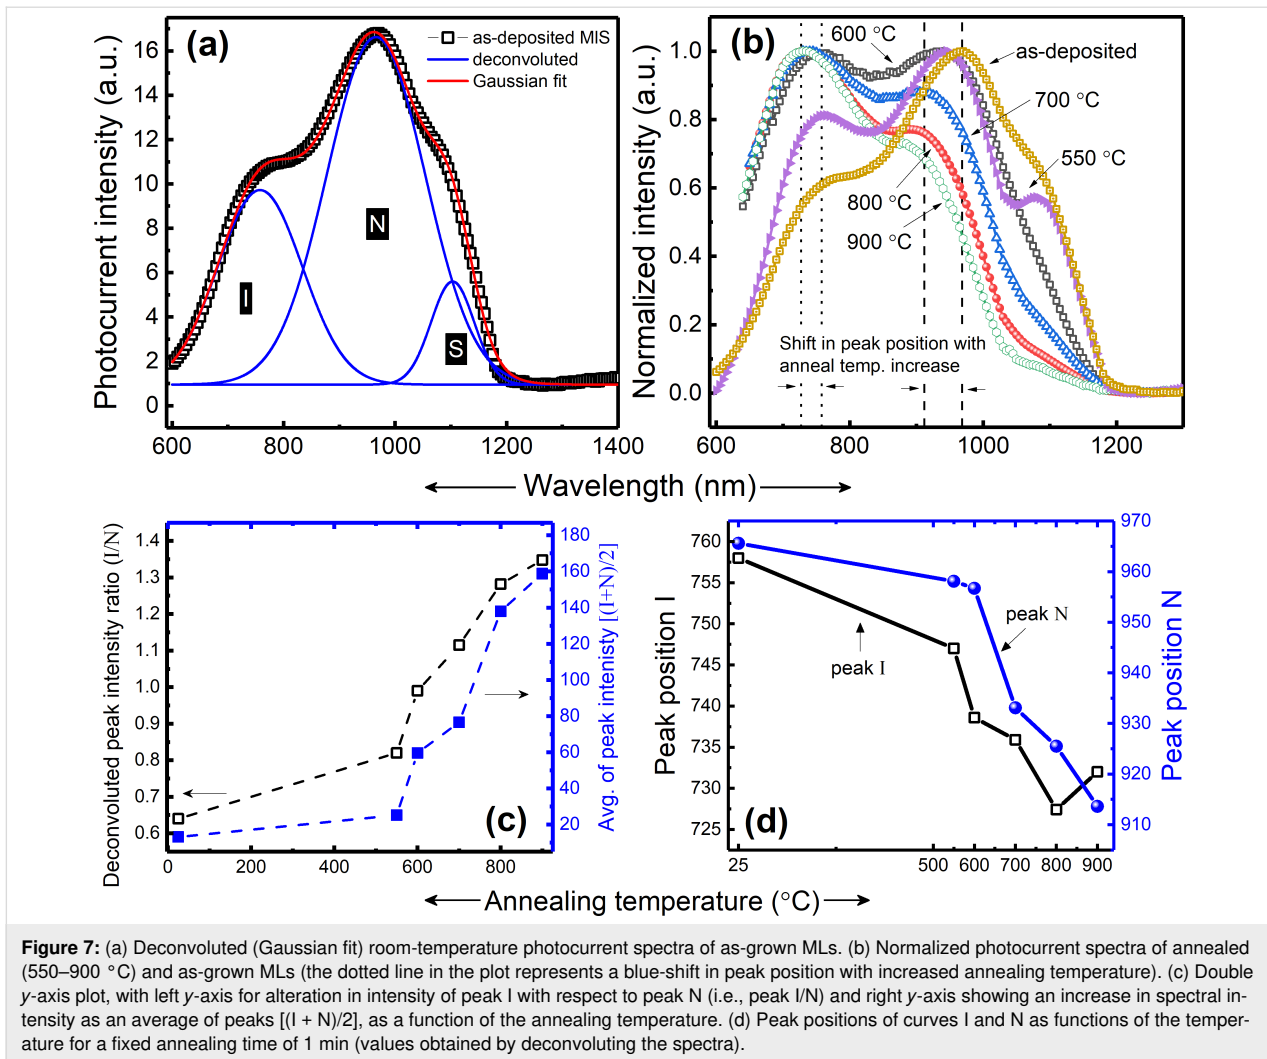 (a)
as-deposited MIS
deconvoluted
Gaussian fit
Photocurrent intensity (a.u.)
16
14
12
10
8
6
4
2
0
I
N
S
600 800 1000 1200 1400
(b)
600 °C
as-deposited
700 °C
550 °C
800 °C
900 °C
Shift in peak position with
anneal temp. increase
Normalized intensity (a.u.)
1.0
0.8
0.6
0.4
0.2
0.0
600 800 1000 1200
Wavelength (nm)
Deconvoluted peak intensity ratio (I/N)
1.4
1.3
1.2
1.1
1.0
0.9
0.8
0.7
0.6
(c)
180
160
140
120
100
80
60
40
20
Avg. of peak intenisty [(I+N)/2]
0 200 400 600 800
Peak position I
760
755
750
745
740
735
730
725
peak I
peak N
(d)
970
960
950
940
930
920
910
Peak position N
25 500 600 700 800 900
Annealing temperature (°C)
Figure 7: (a) Deconvoluted (Gaussian fit) room-temperature photocurrent spectra of as-grown MLs. (b) Normalized photocurrent spectra of annealed
(550–900 °C) and as-grown MLs (the dotted line in the plot represents a blue-shift in peak position with increased annealing temperature). (c) Double
y-axis plot, with left y-axis for alteration in intensity of peak I with respect to peak N (i.e., peak I/N) and right y-axis showing an increase in spectral in-
tensity as an average of peaks [(I + N)/2], as a function of the annealing temperature. (d) Peak positions of curves I and N as functions of the temper-
ature for a fixed annealing time of 1 min (values obtained by deconvoluting the spectra).